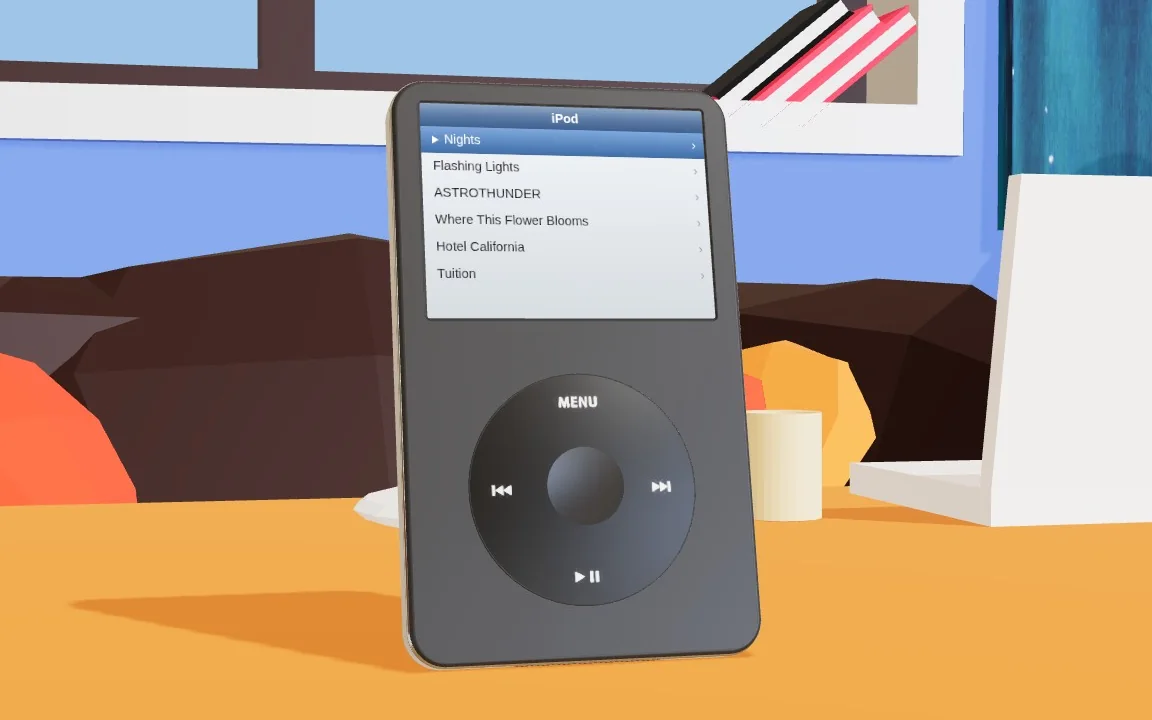 iPod
Nights
Flashing Lights
ASTROTHUNDER
Where This Flower Blooms
Hotel California
Tuition
MENU